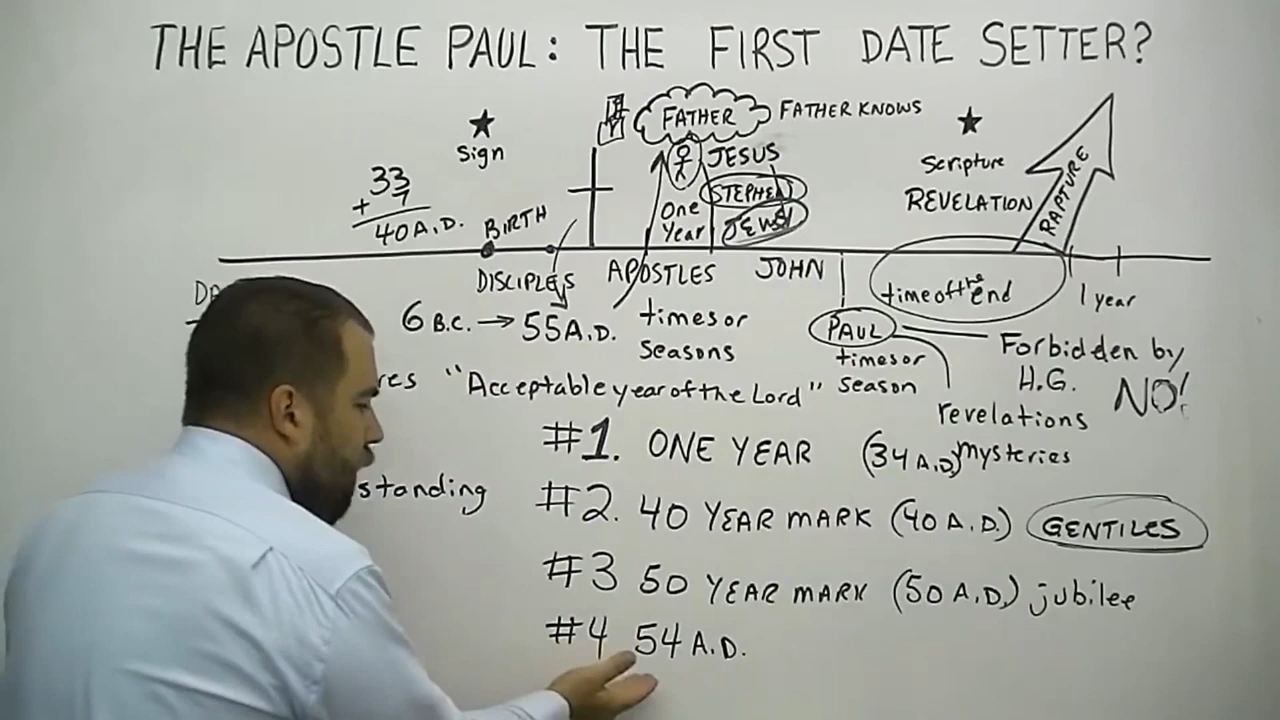 THE APOSTLE PAUL: THE FIRST DATE SETTER?
FATHER
FATHER KNOWS
Sign
JESUS
Scripture
REVELATION
RAPTURE
33
+ 7
40 A.D.
BIRTH
One
Year
STEPHEN
JEWS
DISCIPLES
APOSTLES
JOHN
time of the end
1 year
6 B.C. → 55 A.D.
times or
seasons
PAUL
times or
season
Forbidden by
H.G.
NO!
revelations
mysteries
"Acceptable year of the Lord"
#1. ONE YEAR (34 A.D.)
standing
#2. 40 YEAR MARK (40 A.D.) GENTILES
#3 50 YEAR MARK (50 A.D.) jubilee
#4 54 A.D.